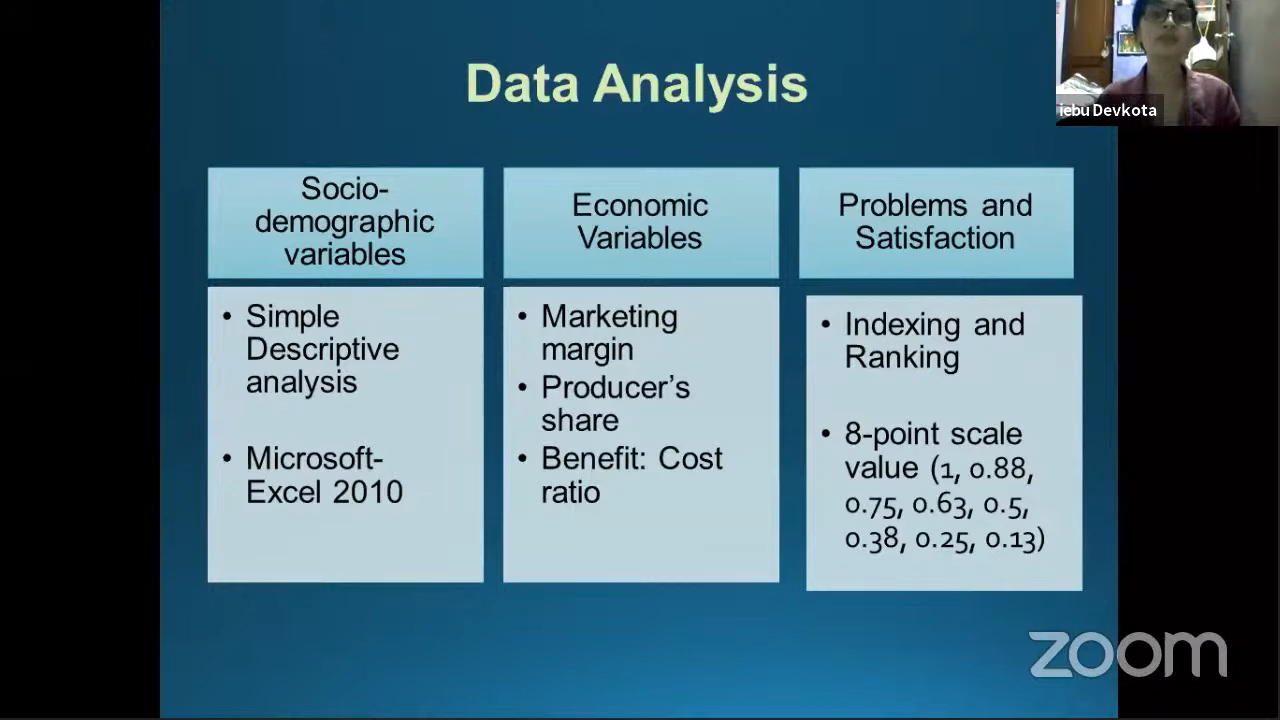 Data Analysis
iebu Devkota
Socio-
demographic
variables
Economic
Variables
Problems and
Satisfaction
• Simple
Descriptive
analysis
• Microsoft-
Excel 2010
• Marketing
margin
• Producer’s
share
• Benefit: Cost
ratio
• Indexing and
Ranking
• 8-point scale
value (1, 0.88,
0.75, 0.63, 0.5,
0.38, 0.25, 0.13)
zoom